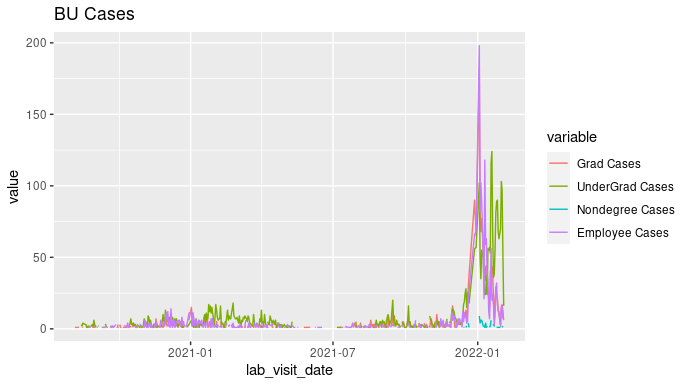 BU Cases
200
150
100
50
0
value
2021-01
2021-07
2022-01
lab_visit_date
variable
Grad Cases
UnderGrad Cases
Nondegree Cases
Employee Cases